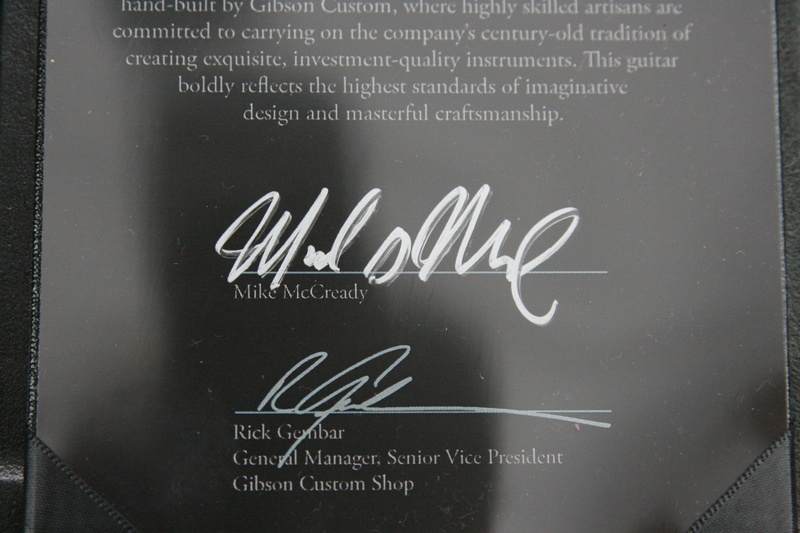 hand-built by Gibson Custom, where highly skilled artisans are
committed to carrying on the company's century-old tradition of
creating exquisite, investment-quality instruments. This guitar
boldly reflects the highest standards of imaginative
design and masterful craftsmanship.
Mike McCready
Rick Gembar
General Manager, Senior Vice President
Gibson Custom Shop